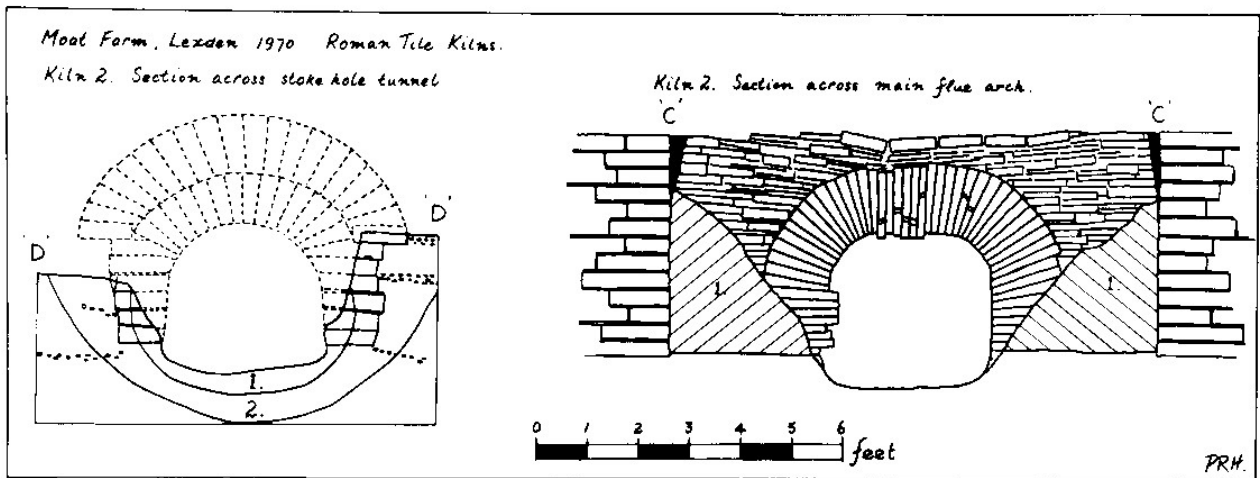 Moat Farm, Lexden 1970 Roman Tile Kilns.
Kiln 2. Section across stoke hole tunnel
Kiln 2. Section across main flue arch.
'C' 'C'
'D' 'D'
1.
2.
1. 1
0 1 2 3 4 5 6
feet
PRH.